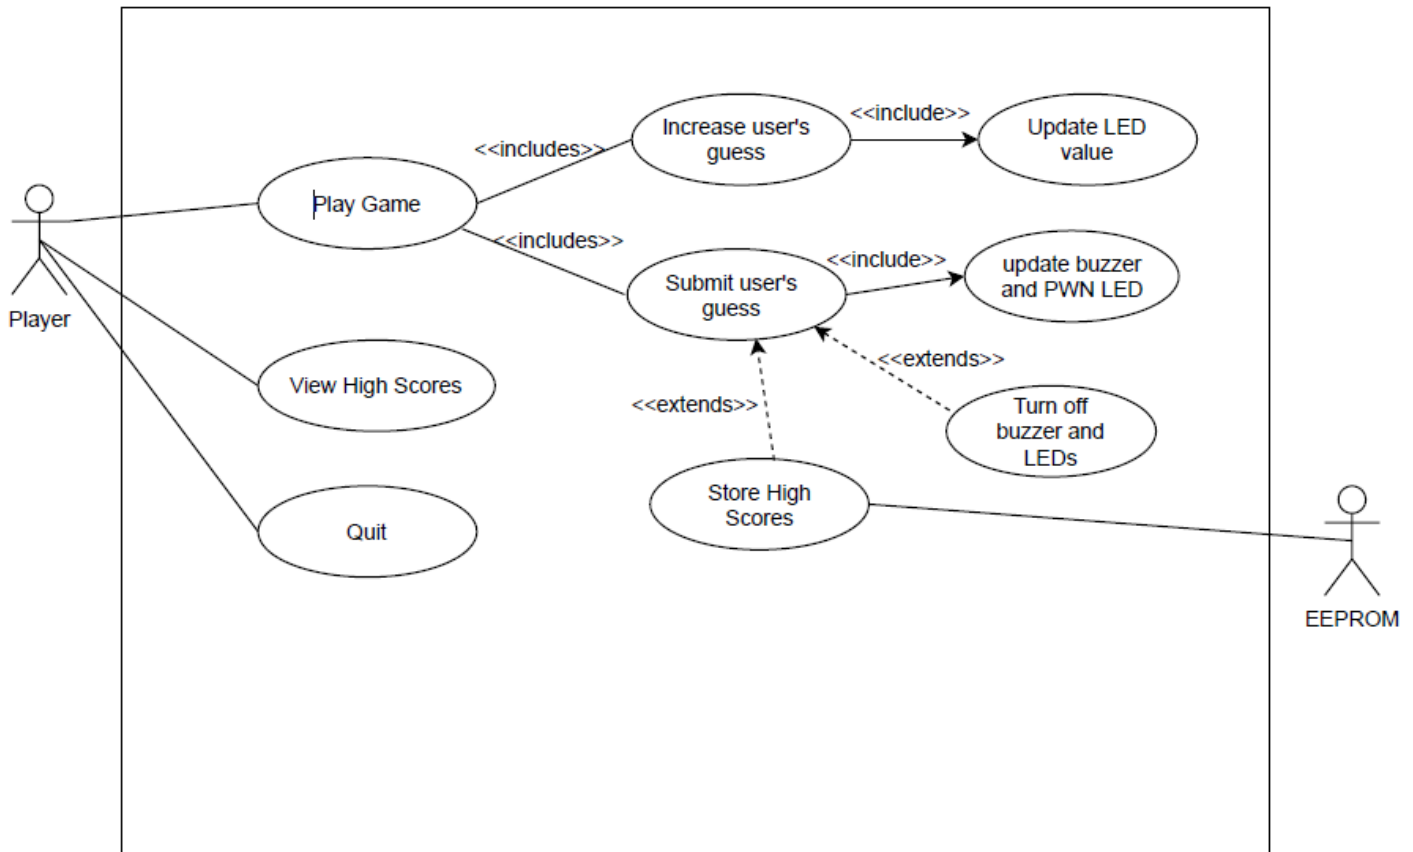 Increase user's
guess
<<include>>
Update LED
value
<<includes>>
Play Game
<<includes>>
Submit user's
guess
<<include>>
update buzzer
and PWN LED
Player
View High Scores
<<extends>>
<<extends>>
Turn off
buzzer and
LEDs
Store High
Scores
Quit
EEPROM